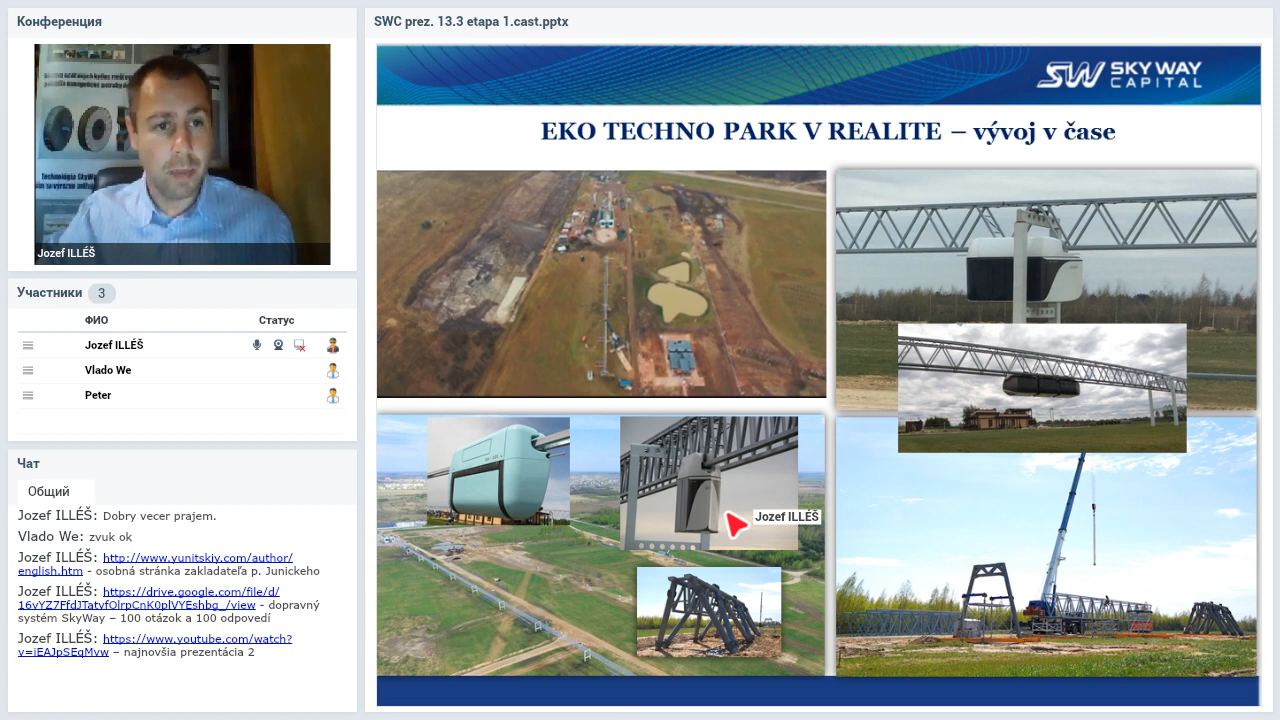 Конференция
Technológia SkyWa
Jozef ILLÉŠ
Участники 3
ФИО Статус
Jozef ILLÉŠ
Vlado We
Peter
Чат
Общий
Jozef ILLÉŠ: Dobry vecer prajem.
Vlado We: zvuk ok
Jozef ILLÉŠ: http://www.yunitskiy.com/author/
english.htm - osobná stránka zakladateľa p. Junickeho
Jozef ILLÉŠ: https://drive.google.com/file/d/
16vYZ7FfdJTatvfOlrpCnK0plVYEshbg_/view - dopravný
systém SkyWay – 100 otázok a 100 odpovedí
Jozef ILLÉŠ: https://www.youtube.com/watch?
v=iEAJpSEqMvw – najnovšia prezentácia 2
SWC prez. 13.3 etapa 1.cast.pptx
SW SKY WAY
CAPITAL
EKO TECHNO PARK V REALITE – vývoj v čase
Jozef ILLÉŠ